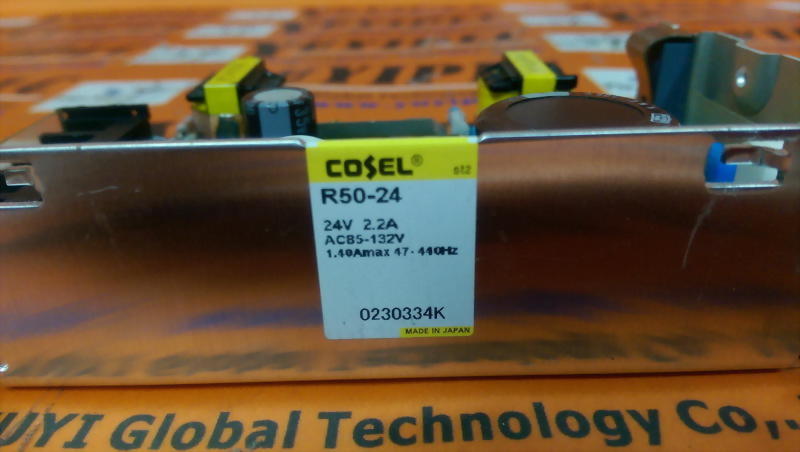 COSEL®
R50-24
24V 2.2A
AC85-132V
1.40Amax 47-440Hz
0230334K
MADE IN JAPAN
WUYI Global Technology Co,.